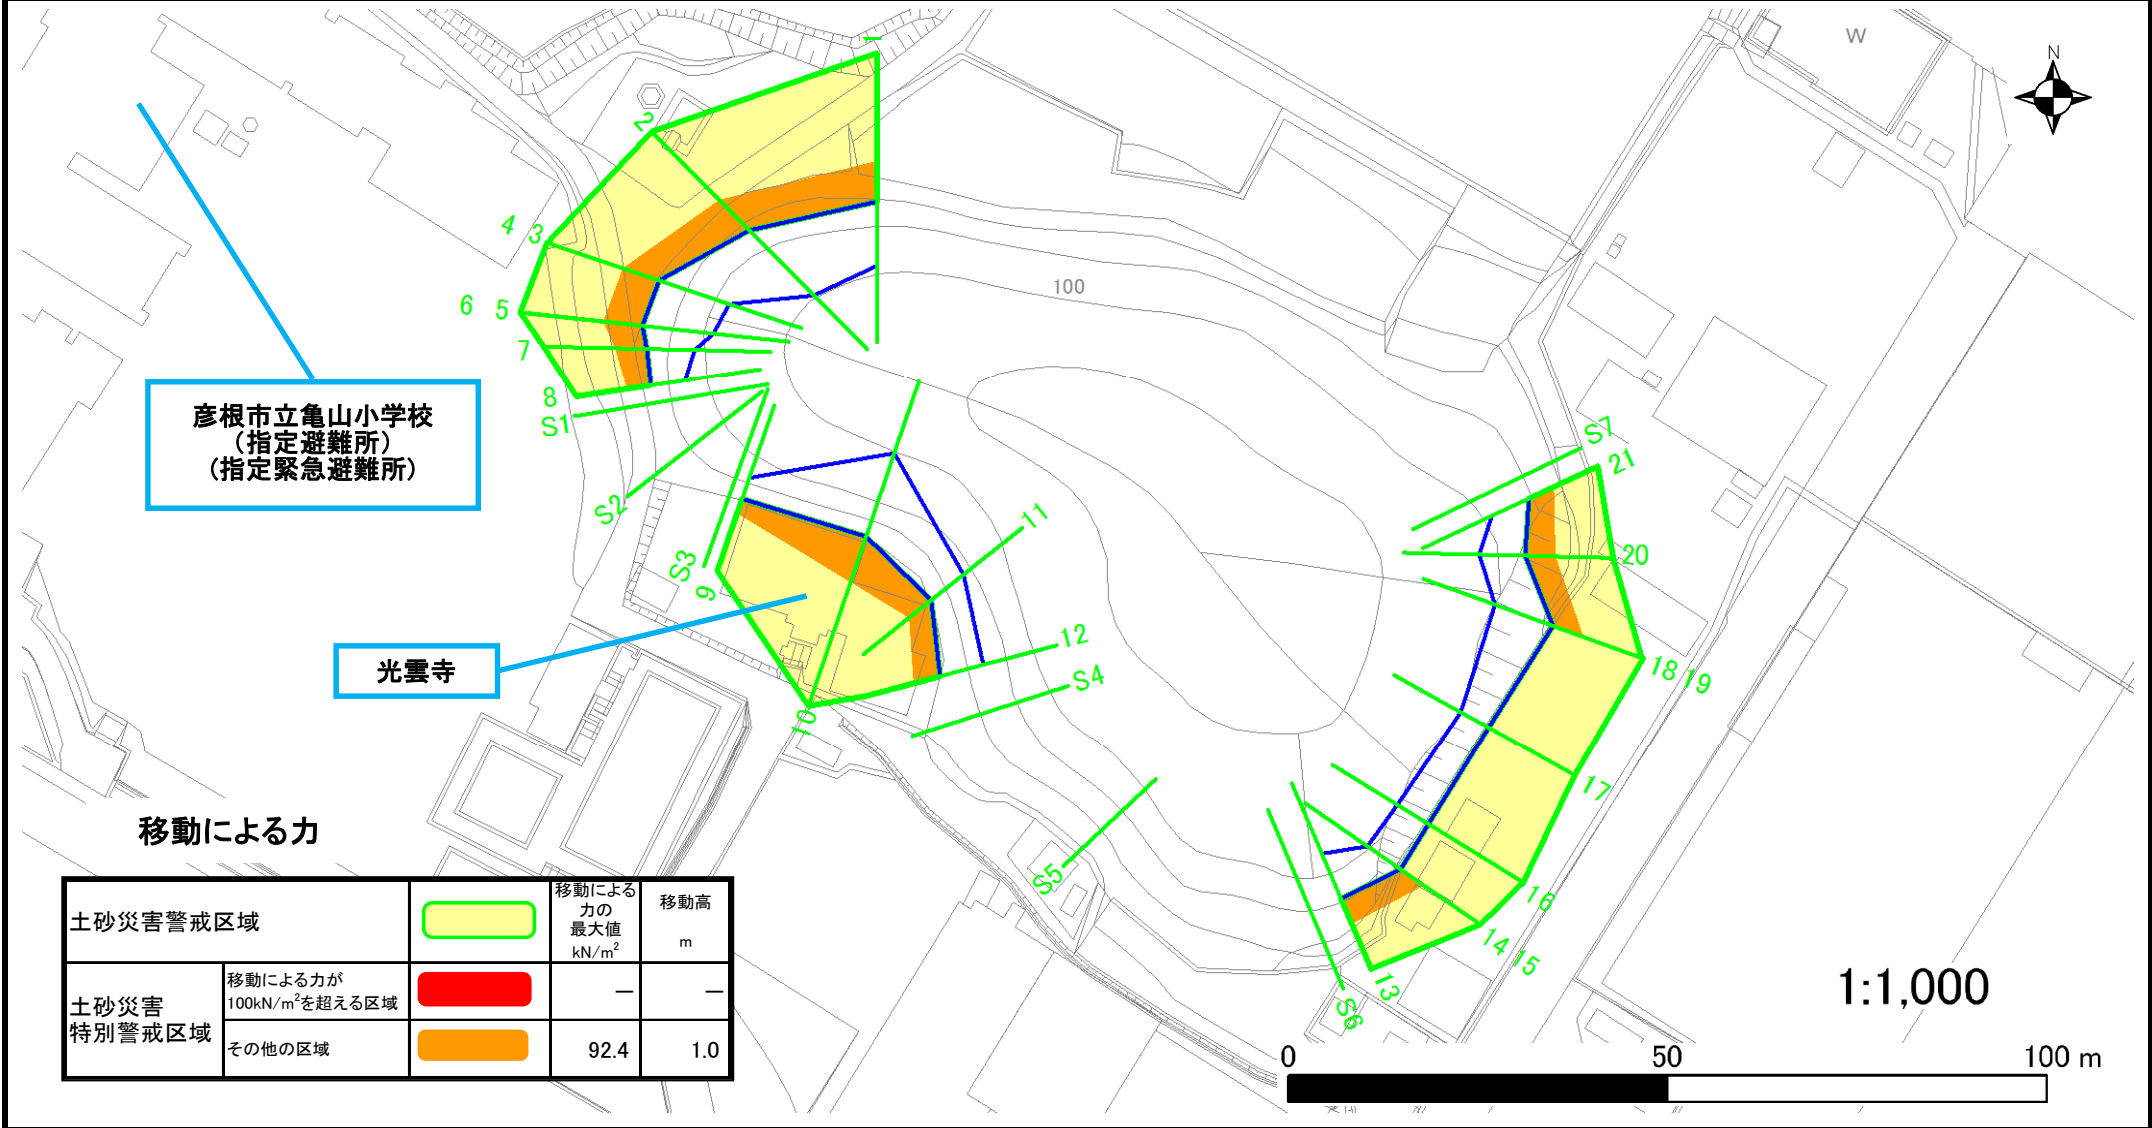 W
N
1
2
4 3
6 5
7
8
S1
S2
S3
9
10
11
12
S4
S5
S6
13
14 15
16
17
18 19
20
21
S7
100
彦根市立亀山小学校
（指定避難所）
（指定緊急避難所）
光雲寺
移動による力
土砂災害警戒区域
移動による
力の
最大値
kN/m²
移動高
m
土砂災害
特別警戒区域
移動による力が
100kN/m²を超える区域
―
―
その他の区域
92.4
1.0
1:1,000
0 50 100 m